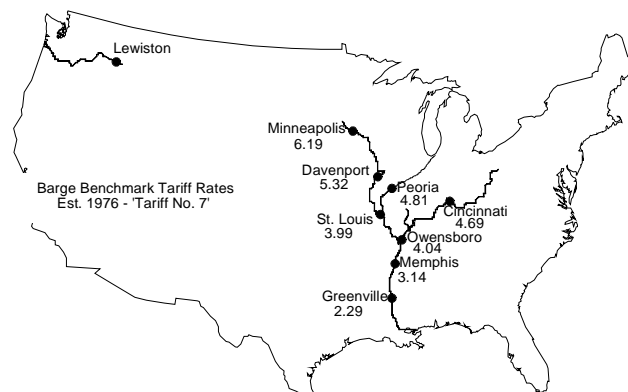 Lewiston
Minneapolis
6.19
Davenport
5.32
Barge Benchmark Tariff Rates
Est. 1976 - 'Tariff No. 7'
Peoria
4.81
Cincinnati
4.69
St. Louis
3.99
Owensboro
4.04
Memphis
3.14
Greenville
2.29